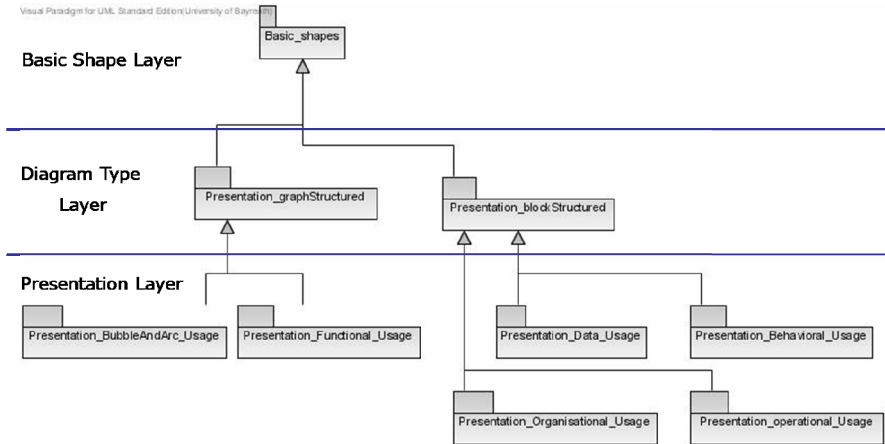 Visual Paradigm for UML Standard Edition(University of Bayreuth)
Basic_shapes
Basic Shape Layer
Diagram Type
Layer
Presentation_graphStructured
Presentation_blockStructured
Presentation Layer
Presentation_BubbleAndArc_Usage
Presentation_Functional_Usage
Presentation_Data_Usage
Presentation_Behavioral_Usage
Presentation_Organisational_Usage
Presentation_operational_Usage